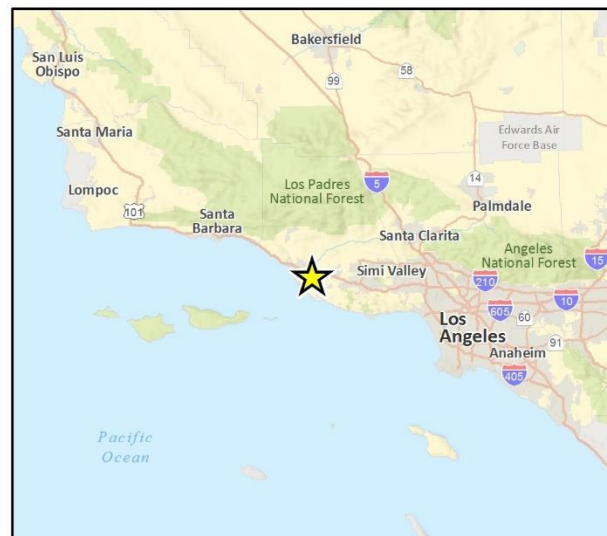 Bakersfield
San Luis
Obispo
99
58
Santa Maria
Edwards Air
Force Base
Los Padres
National Forest
5
14
Lompoc
101
Santa
Barbara
Palmdale
Santa Clarita
Angeles
National Forest
15
Simi Valley
210
10
605
60
Los
Angeles
91
Anaheim
405
Pacific
Ocean